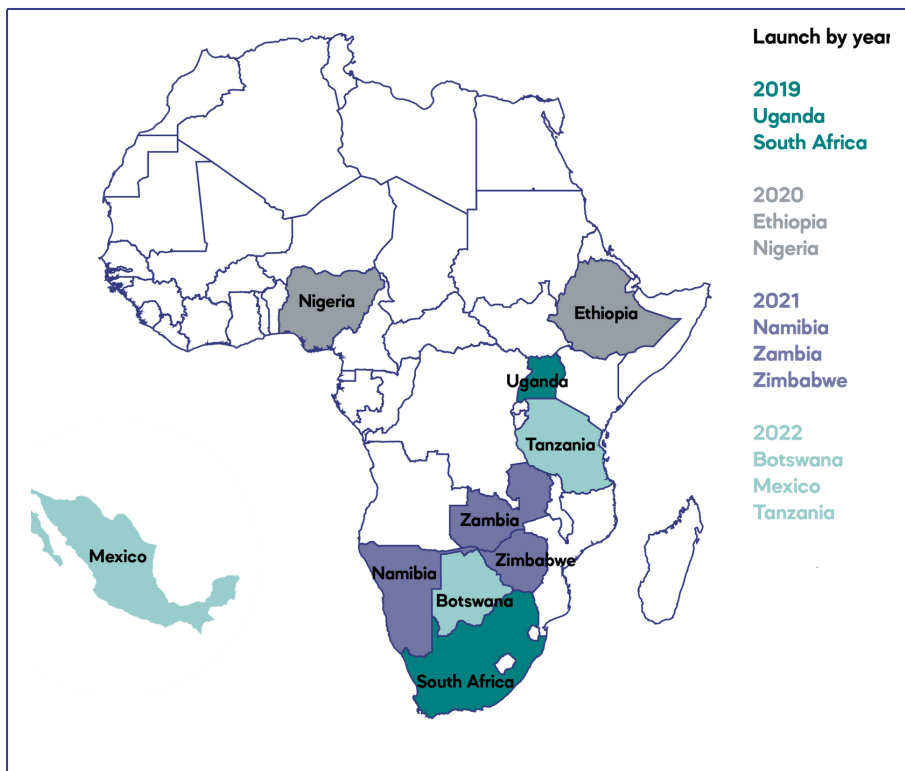 Launch by year
2019
Uganda
South Africa
2020
Ethiopia
Nigeria
2021
Namibia
Zambia
Zimbabwe
2022
Botswana
Mexico
Tanzania
Nigeria
Ethiopia
Uganda
Tanzania
Zambia
Zimbabwe
Namibia
Botswana
South Africa
Mexico